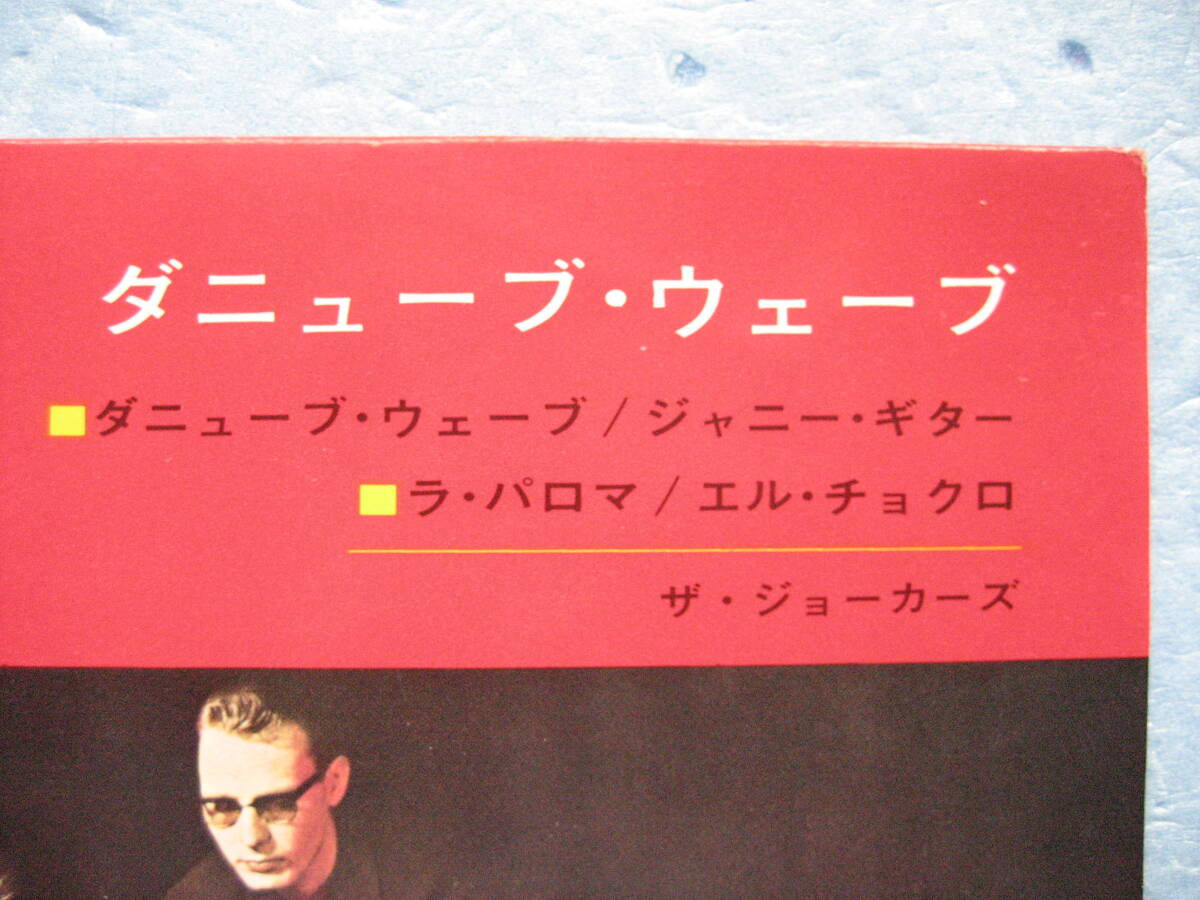 ダニューブ・ウェーブ
■ダニューブ・ウェーブ/ジャニー・ギター
■ラ・パロマ/エル・チョクロ
ザ・ジョーカーズ